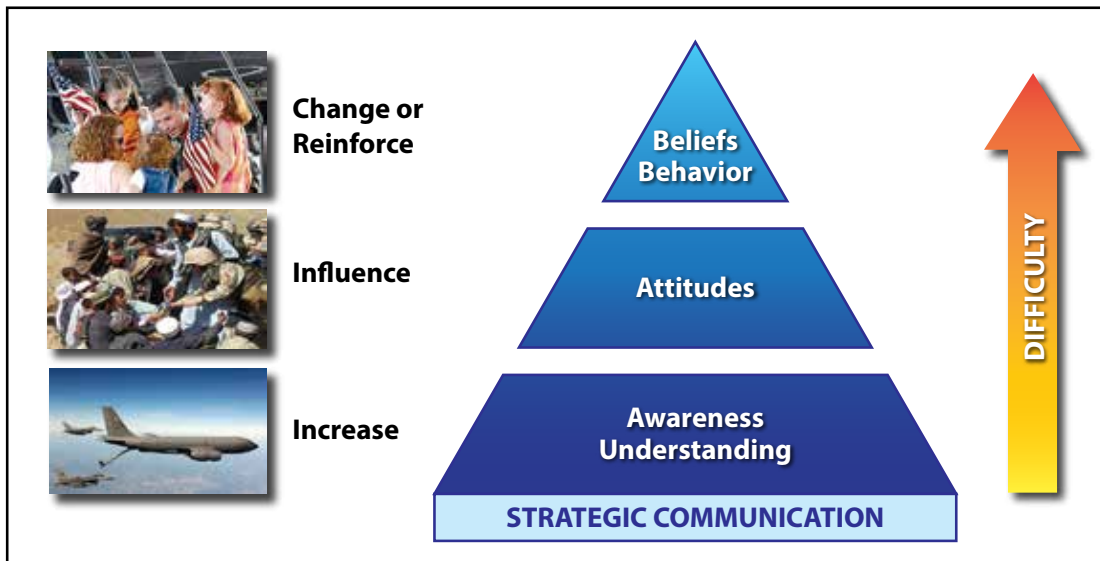 Change or
Reinforce
Beliefs
Behavior
Influence
Attitudes
Increase
Awareness
Understanding
STRATEGIC COMMUNICATION
DIFFICULTY